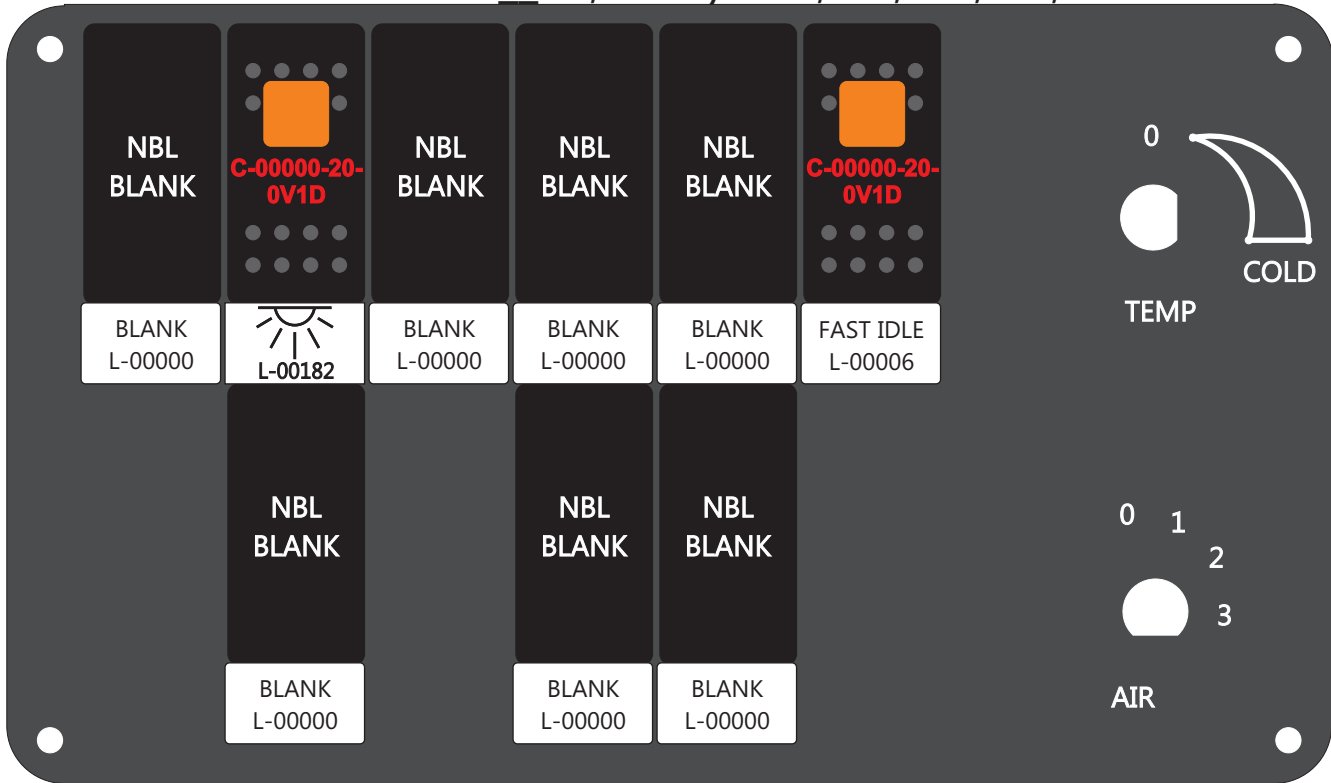 NBL
BLANK
C-00000-20-
0V1D
NBL
BLANK
NBL
BLANK
NBL
BLANK
C-00000-20-
0V1D
BLANK
L-00000
L-00182
BLANK
L-00000
BLANK
L-00000
BLANK
L-00000
FAST IDLE
L-00006
0
COLD
TEMP
NBL
BLANK
NBL
BLANK
NBL
BLANK
BLANK
L-00000
BLANK
L-00000
BLANK
L-00000
0
1
2
3
AIR